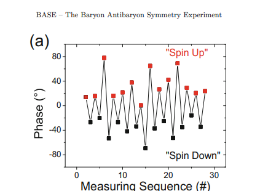 BASE – The Baryon Antibaryon Symmetry Experiment
(a)
"Spin Up"
80
40
0
-40
-80
Phase (°)
"Spin Down"
0 10 20 30
Measuring Sequence (#)